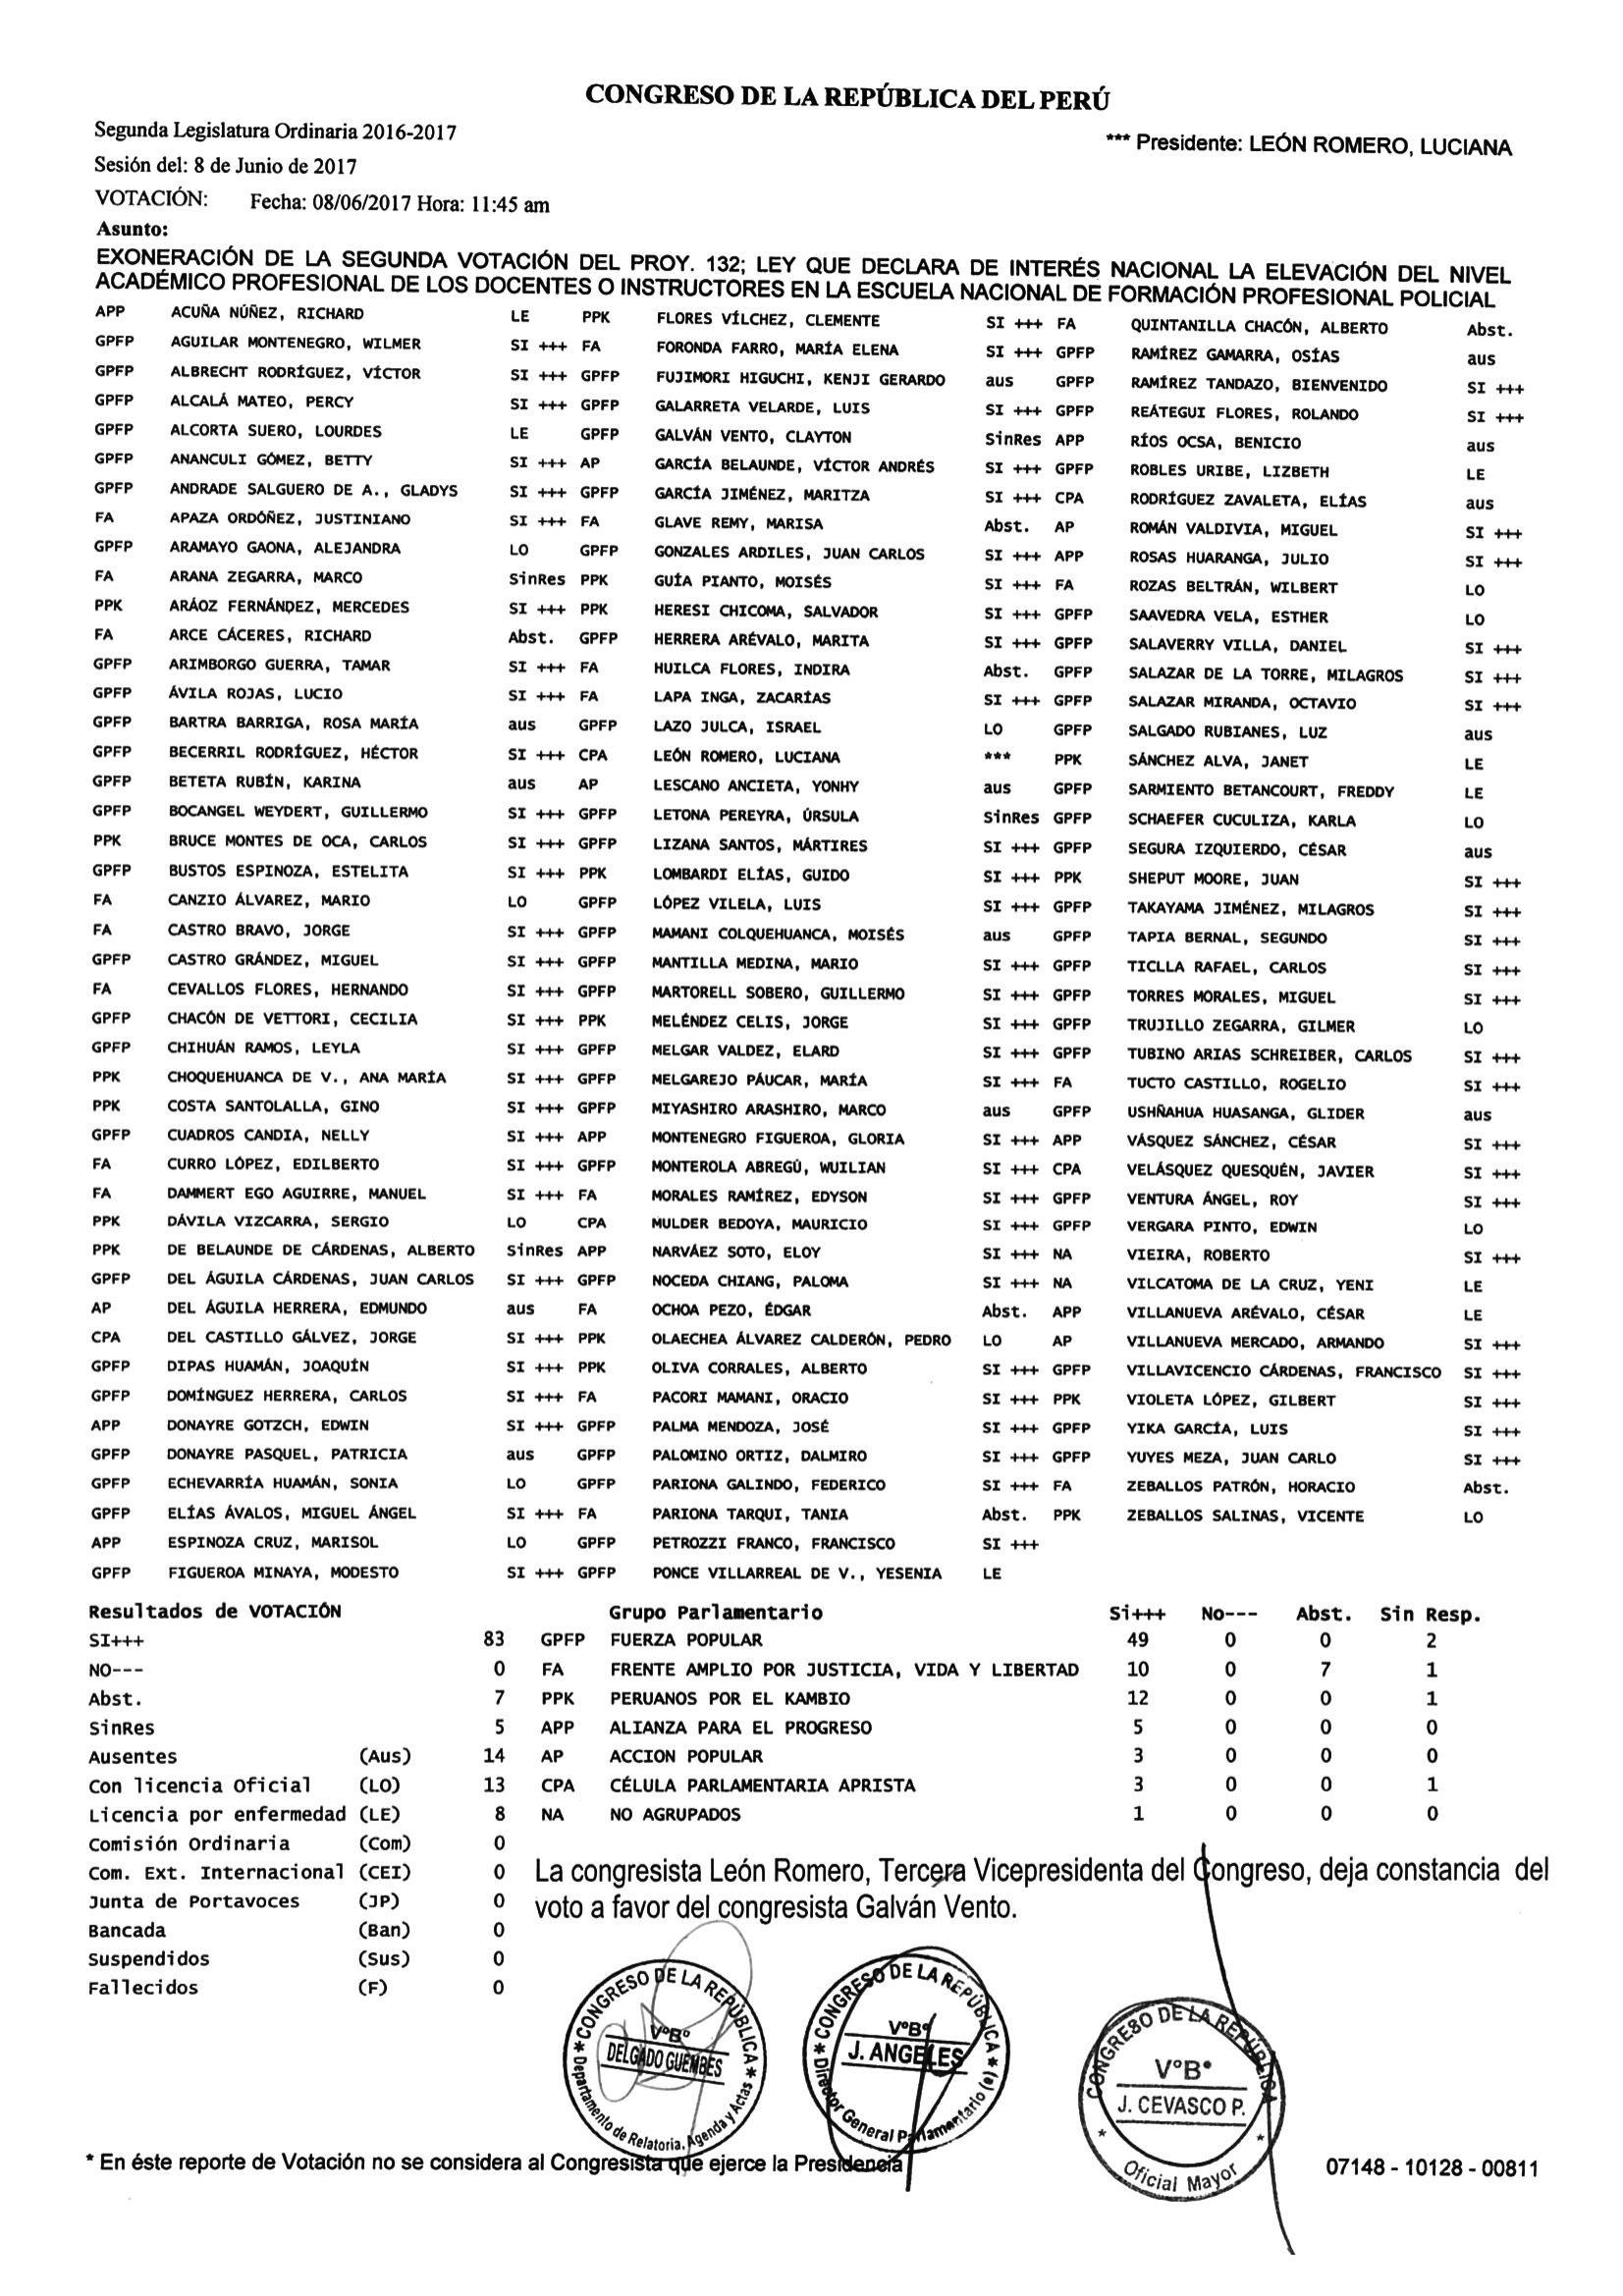 CONGRESO DE LA REPÚBLICA DEL PERÚ
Segunda Legislatura Ordinaria 2016-2017
*** Presidente: LEÓN ROMERO, LUCIANA
Sesión del: 8 de Junio de 2017
VOTACIÓN: Fecha: 08/06/2017 Hora: 11:45 am
Asunto:
EXONERACIÓN DE LA SEGUNDA VOTACIÓN DEL PROY. 132; LEY QUE DECLARA DE INTERÉS NACIONAL LA ELEVACIÓN DEL NIVEL
ACADÉMICO PROFESIONAL DE LOS DOCENTES O INSTRUCTORES EN LA ESCUELA NACIONAL DE FORMACIÓN PROFESIONAL POLICIAL
APP ACUÑA NÚÑEZ, RICHARD LE PPK FLORES VÍLCHEZ, CLEMENTE SI +++ FA QUINTANILLA CHACÓN, ALBERTO Abst.
GPFP AGUILAR MONTENEGRO, WILMER SI +++ FA FORONDA FARRO, MARÍA ELENA SI +++ GPFP RAMÍREZ GAMARRA, OSÍAS aus
GPFP ALBRECHT RODRÍGUEZ, VÍCTOR SI +++ GPFP FUJIMORI HIGUCHI, KENJI GERARDO aus GPFP RAMÍREZ TANDAZO, BIENVENIDO SI +++
GPFP ALCALÁ MATEO, PERCY SI +++ GPFP GALARRETA VELARDE, LUIS SI +++ GPFP REÁTEGUI FLORES, ROLANDO SI +++
GPFP ALCORTA SUERO, LOURDES LE GPFP GALVÁN VENTO, CLAYTON SinRes APP RÍOS OCSA, BENICIO aus
GPFP ANANCULI GÓMEZ, BETTY SI +++ AP GARCÍA BELAUNDE, VÍCTOR ANDRÉS SI +++ GPFP ROBLES URIBE, LIZBETH LE
GPFP ANDRADE SALGUERO DE A., GLADYS SI +++ GPFP GARCÍA JIMÉNEZ, MARITZA SI +++ CPA RODRÍGUEZ ZAVALETA, ELÍAS aus
FA APAZA ORDÓÑEZ, JUSTINIANO SI +++ FA GLAVE REMY, MARISA Abst. AP ROMÁN VALDIVIA, MIGUEL SI +++
GPFP ARAMAYO GAONA, ALEJANDRA LO GPFP GONZALES ARDILES, JUAN CARLOS SI +++ APP ROSAS HUARANGA, JULIO SI +++
FA ARANA ZEGARRA, MARCO SinRes PPK GUÍA PIANTO, MOISÉS SI +++ FA ROZAS BELTRÁN, WILBERT LO
PPK ARÁOZ FERNÁNDEZ, MERCEDES SI +++ PPK HERESI CHICOMA, SALVADOR SI +++ GPFP SAAVEDRA VELA, ESTHER LO
FA ARCE CÁCERES, RICHARD Abst. GPFP HERRERA ARÉVALO, MARITA SI +++ GPFP SALAVERRY VILLA, DANIEL SI +++
GPFP ARIMBORGO GUERRA, TAMAR SI +++ FA HUILCA FLORES, INDIRA Abst. GPFP SALAZAR DE LA TORRE, MILAGROS SI +++
GPFP ÁVILA ROJAS, LUCIO SI +++ FA LAPA INGA, ZACARÍAS SI +++ GPFP SALAZAR MIRANDA, OCTAVIO SI +++
GPFP BARTRA BARRIGA, ROSA MARÍA aus GPFP LAZO JULCA, ISRAEL LO GPFP SALGADO RUBIANES, LUZ aus
GPFP BECERRIL RODRÍGUEZ, HÉCTOR SI +++ CPA LEÓN ROMERO, LUCIANA *** PPK SÁNCHEZ ALVA, JANET LE
GPFP BETETA RUBÍN, KARINA aus AP LESCANO ANCIETA, YONHY aus GPFP SARMIENTO BETANCOURT, FREDDY LE
GPFP BOCANGEL WEYDERT, GUILLERMO SI +++ GPFP LETONA PEREYRA, ÚRSULA SinRes GPFP SCHAEFER CUCULIZA, KARLA LO
PPK BRUCE MONTES DE OCA, CARLOS SI +++ GPFP LIZANA SANTOS, MÁRTIRES SI +++ GPFP SEGURA IZQUIERDO, CÉSAR aus
GPFP BUSTOS ESPINOZA, ESTELITA SI +++ PPK LOMBARDI ELÍAS, GUIDO SI +++ PPK SHEPUT MOORE, JUAN SI +++
FA CANZIO ÁLVAREZ, MARIO LO GPFP LÓPEZ VILELA, LUIS SI +++ GPFP TAKAYAMA JIMÉNEZ, MILAGROS SI +++
FA CASTRO BRAVO, JORGE SI +++ GPFP MAMANI COLQUEHUANCA, MOISÉS aus GPFP TAPIA BERNAL, SEGUNDO SI +++
GPFP CASTRO GRÁNDEZ, MIGUEL SI +++ GPFP MANTILLA MEDINA, MARIO SI +++ GPFP TICLLA RAFAEL, CARLOS SI +++
FA CEVALLOS FLORES, HERNANDO SI +++ GPFP MARTORELL SOBERO, GUILLERMO SI +++ GPFP TORRES MORALES, MIGUEL SI +++
GPFP CHACÓN DE VETTORI, CECILIA SI +++ PPK MELÉNDEZ CELIS, JORGE SI +++ GPFP TRUJILLO ZEGARRA, GILMER LO
GPFP CHIHUÁN RAMOS, LEYLA SI +++ GPFP MELGAR VALDEZ, ELARD SI +++ GPFP TUBINO ARIAS SCHREIBER, CARLOS SI +++
PPK CHOQUEHUANCA DE V., ANA MARÍA SI +++ GPFP MELGAREJO PÁUCAR, MARÍA SI +++ FA TUCTO CASTILLO, ROGELIO SI +++
PPK COSTA SANTOLALLA, GINO SI +++ GPFP MIYASHIRO ARASHIRO, MARCO aus GPFP USHÑAHUA HUASANGA, GLIDER aus
GPFP CUADROS CANDIA, NELLY SI +++ APP MONTENEGRO FIGUEROA, GLORIA SI +++ APP VÁSQUEZ SÁNCHEZ, CÉSAR SI +++
FA CURRO LÓPEZ, EDILBERTO SI +++ GPFP MONTEROLA ABREGÚ, WUILIAN SI +++ CPA VELÁSQUEZ QUESQUÉN, JAVIER SI +++
FA DAMMERT EGO AGUIRRE, MANUEL SI +++ FA MORALES RAMÍREZ, EDYSON SI +++ GPFP VENTURA ÁNGEL, ROY SI +++
PPK DÁVILA VIZCARRA, SERGIO LO CPA MULDER BEDOYA, MAURICIO SI +++ GPFP VERGARA PINTO, EDWIN LO
PPK DE BELAUNDE DE CÁRDENAS, ALBERTO SinRes APP NARVÁEZ SOTO, ELOY SI +++ NA VIEIRA, ROBERTO SI +++
GPFP DEL ÁGUILA CÁRDENAS, JUAN CARLOS SI +++ GPFP NOCEDA CHIANG, PALOMA SI +++ NA VILCATOMA DE LA CRUZ, YENI LE
AP DEL ÁGUILA HERRERA, EDMUNDO aus FA OCHOA PEZO, ÉDGAR Abst. APP VILLANUEVA ARÉVALO, CÉSAR LE
CPA DEL CASTILLO GÁLVEZ, JORGE SI +++ PPK OLAECHEA ÁLVAREZ CALDERÓN, PEDRO LO AP VILLANUEVA MERCADO, ARMANDO SI +++
GPFP DIPAS HUAMÁN, JOAQUÍN SI +++ PPK OLIVA CORRALES, ALBERTO SI +++ GPFP VILLAVICENCIO CÁRDENAS, FRANCISCO SI +++
GPFP DOMÍNGUEZ HERRERA, CARLOS SI +++ FA PACORI MAMANI, ORACIO SI +++ PPK VIOLETA LÓPEZ, GILBERT SI +++
APP DONAYRE GOTZCH, EDWIN SI +++ GPFP PALMA MENDOZA, JOSÉ SI +++ GPFP YIKA GARCÍA, LUIS SI +++
GPFP DONAYRE PASQUEL, PATRICIA aus GPFP PALOMINO ORTIZ, DALMIRO SI +++ GPFP YUYES MEZA, JUAN CARLO SI +++
GPFP ECHEVARRÍA HUAMÁN, SONIA LO GPFP PARIONA GALINDO, FEDERICO SI +++ FA ZEBALLOS PATRÓN, HORACIO Abst.
GPFP ELÍAS ÁVALOS, MIGUEL ÁNGEL SI +++ FA PARIONA TARQUI, TANIA Abst. PPK ZEBALLOS SALINAS, VICENTE LO
APP ESPINOZA CRUZ, MARISOL LO GPFP PETROZZI FRANCO, FRANCISCO SI +++
GPFP FIGUEROA MINAYA, MODESTO SI +++ GPFP PONCE VILLARREAL DE V., YESENIA LE
Resultados de VOTACIÓN Grupo Parlamentario Si+++ No--- Abst. Sin Resp.
SI+++ 83 GPFP FUERZA POPULAR 49 0 0 2
NO--- 0 FA FRENTE AMPLIO POR JUSTICIA, VIDA Y LIBERTAD 10 0 7 1
Abst. 7 PPK PERUANOS POR EL KAMBIO 12 0 0 1
SinRes 5 APP ALIANZA PARA EL PROGRESO 5 0 0 0
Ausentes (Aus) 14 AP ACCION POPULAR 3 0 0 0
Con licencia Oficial (LO) 13 CPA CÉLULA PARLAMENTARIA APRISTA 3 0 0 1
Licencia por enfermedad (LE) 8 NA NO AGRUPADOS 1 0 0 0
Comisión Ordinaria (Com) 0
Com. Ext. Internacional (CEI) 0
Junta de Portavoces (JP) 0
Bancada (Ban) 0
Suspendidos (Sus) 0
Fallecidos (F) 0
La congresista León Romero, Tercera Vicepresidenta del Congreso, deja constancia del
voto a favor del congresista Galván Vento.
CONGRESO DE LA REPÚBLICA
V°B°
DELGADO GUEMBES
Departamento de Relatoria, Agenda y Actas
CONGRESO DE LA REPÚBLICA
V°B°
J. ANGELES
Director General Parlamentario (e)
CONGRESO DE LA REPÚBLICA
V°B°
J. CEVASCO P.
Oficial Mayor
* En éste reporte de Votación no se considera al Congresista que ejerce la Presidencia
07148 - 10128 - 00811